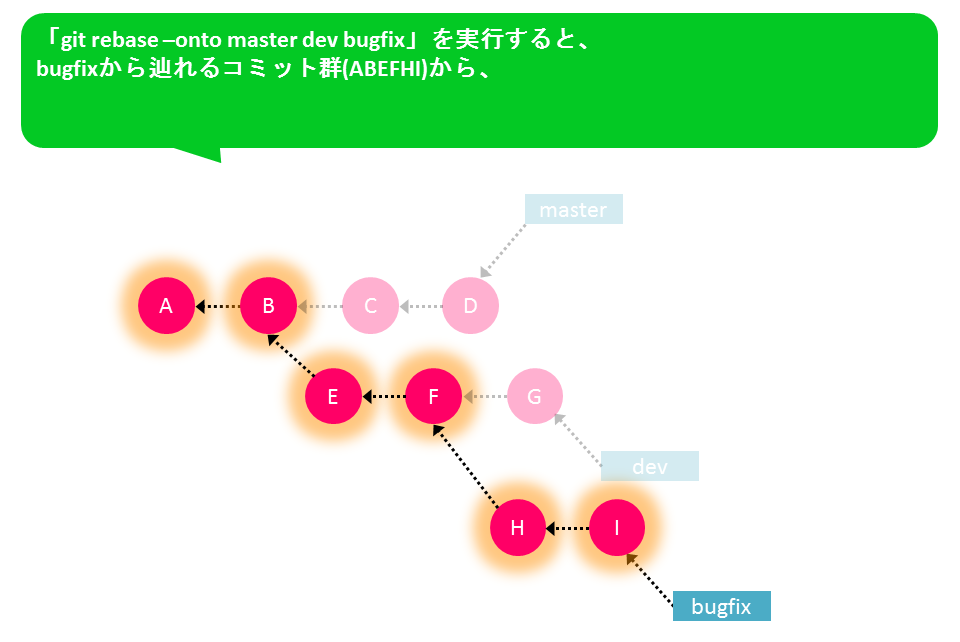 「git rebase –onto master dev bugfix」を実行すると、
bugfixから辿れるコミット群(ABEFHI)から、
master
A B C D
E F G
dev
H I
bugfix